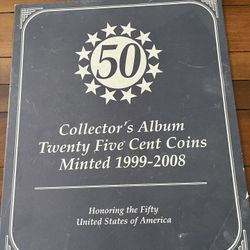 50
Collector's Album
Twenty Five Cent Coins
Minted 1999-2008
Honoring the Fifty
United States of America